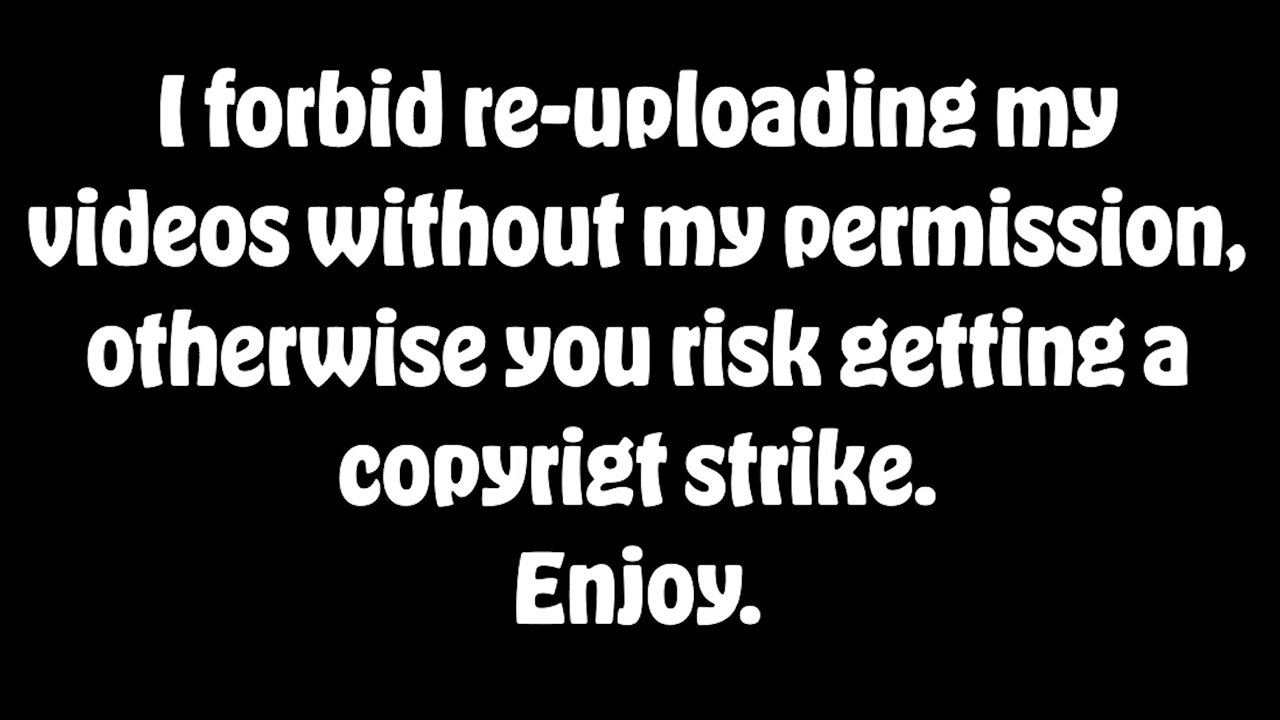 I forbid re-uploading my
videos without my permission,
otherwise you risk getting a
copyrigt strike.
Enjoy.